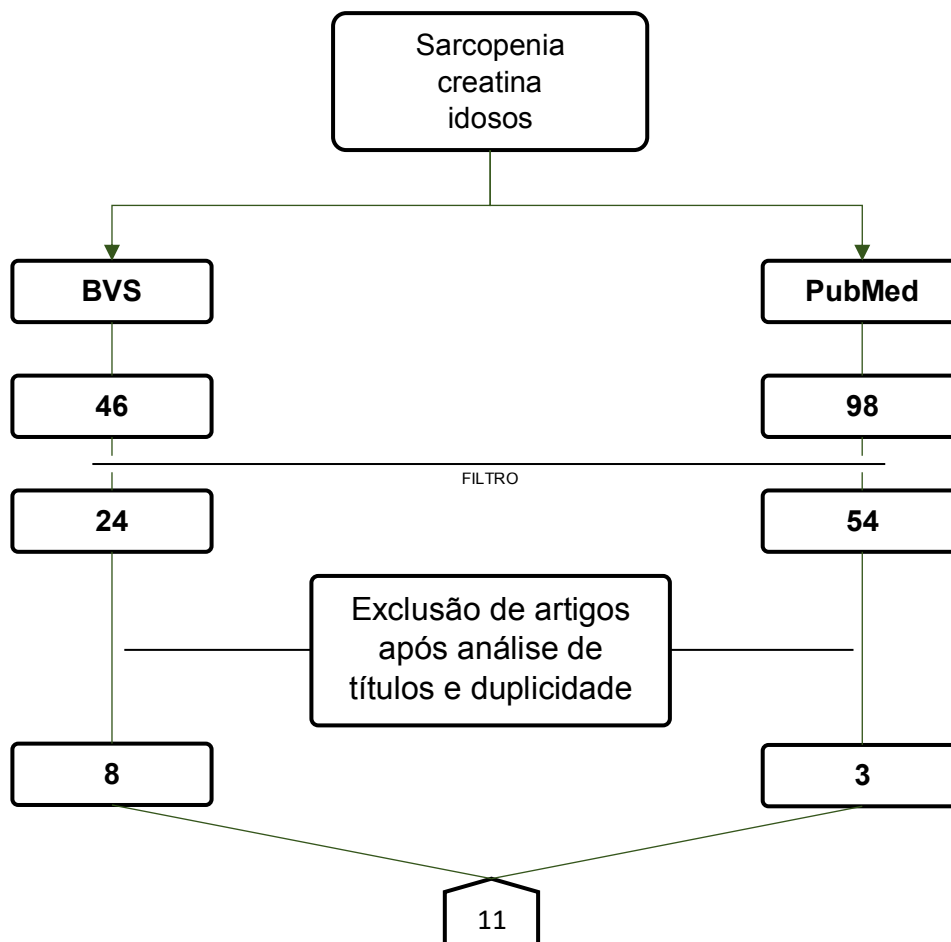 Sarcopenia
creatina
idosos
BVS
PubMed
46
98
FILTRO
24
54
Exclusão de artigos
após análise de
títulos e duplicidade
8
3
11